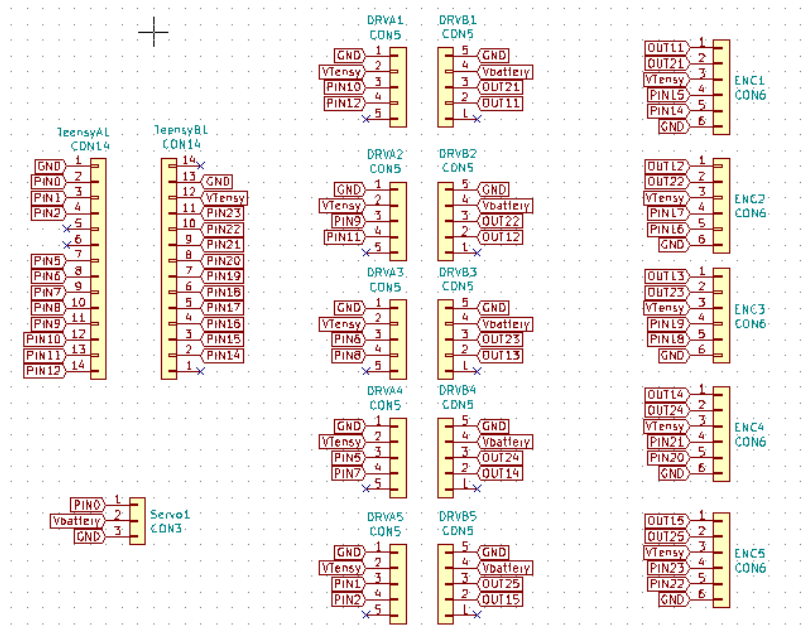 DRVA1
CON5
GND 1
VTensy 2
PIN10 3
PIN12 4
5
DRVB1
CON5
5 GND
4 Vbattery
3 OUT21
2 OUT11
1
OUT11 1
OUT21 2
VTensy 3
PIN15 4
PIN14 5
GND 6
ENC1
CON6
TeensyA1
CON14
GND 1
PIN0 2
PIN1 3
PIN2 4
5
6
PIN5 7
PIN6 8
PIN7 9
PIN8 10
PIN9 11
PIN10 12
PIN11 13
PIN12 14
TeensyB1
CON14
14
13 GND
12 VTensy
11 PIN23
10 PIN22
9 PIN21
8 PIN20
7 PIN19
6 PIN18
5 PIN17
4 PIN16
3 PIN15
2 PIN14
1
DRVA2
CON5
GND 1
VTensy 2
PIN9 3
PIN11 4
5
DRVB2
CON5
5 GND
4 Vbattery
3 OUT22
2 OUT12
1
OUT12 1
OUT22 2
VTensy 3
PIN17 4
PIN16 5
GND 6
ENC2
CON6
DRVA3
CON5
GND 1
VTensy 2
PIN6 3
PIN8 4
5
DRVB3
CON5
5 GND
4 Vbattery
3 OUT23
2 OUT13
1
OUT13 1
OUT23 2
VTensy 3
PIN19 4
PIN18 5
GND 6
ENC3
CON6
DRVA4
CON5
GND 1
VTensy 2
PIN5 3
PIN7 4
5
DRVB4
CON5
5 GND
4 Vbattery
3 OUT24
2 OUT14
1
OUT14 1
OUT24 2
VTensy 3
PIN21 4
PIN20 5
GND 6
ENC4
CON6
PIN0 1
Vbattery 2
GND 3
Servo1
CON3
DRVA5
CON5
GND 1
VTensy 2
PIN1 3
PIN2 4
5
DRVB5
CON5
5 GND
4 Vbattery
3 OUT25
2 OUT15
1
OUT15 1
OUT25 2
VTensy 3
PIN23 4
PIN22 5
GND 6
ENC5
CON6